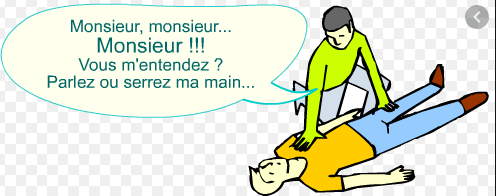 Monsieur, monsieur...
Monsieur !!!
Vous m'entendez ?
Parlez ou serrez ma main...